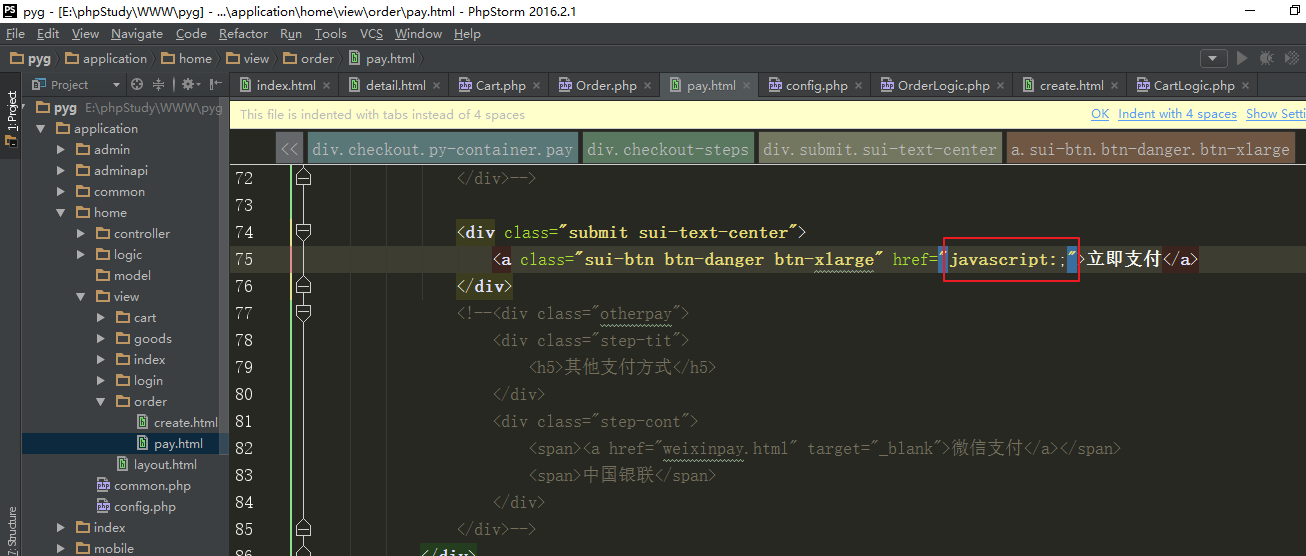 pyg - [E:\phpStudy\WWW\pyg] - ...\application\home\view\order\pay.html - PhpStorm 2016.2.1
File Edit View Navigate Code Refactor Run Tools VCS Window Help
pyg application home view order pay.html
1: Project
Project
index.html detail.html Cart.php Order.php pay.html config.php OrderLogic.php create.html CartLogic.php
pyg E:\phpStudy\WWW\pyg
application
admin
adminapi
common
home
controller
logic
model
view
cart
goods
index
login
order
create.html
pay.html
layout.html
common.php
config.php
index
mobile
7: Structure
This file is indented with tabs instead of 4 spaces OK Indent with 4 spaces Show Setti
<< div.checkout.py-container.pay div.checkout-steps div.submit.sui-text-center a.sui-btn.btn-danger.btn-xlarge
72 </div>-->
73
74 <div class="submit sui-text-center">
75 <a class="sui-btn btn-danger btn-xlarge" href="javascript:;">立即支付</a>
76 </div>
77 <!--<div class="otherpay">
78 <div class="step-tit">
79 <h5>其他支付方式</h5>
80 </div>
81 <div class="step-cont">
82 <span><a href="weixinpay.html" target="_blank">微信支付</a></span>
83 <span>中国银联</span>
84 </div>
85 </div>-->
86 </div>